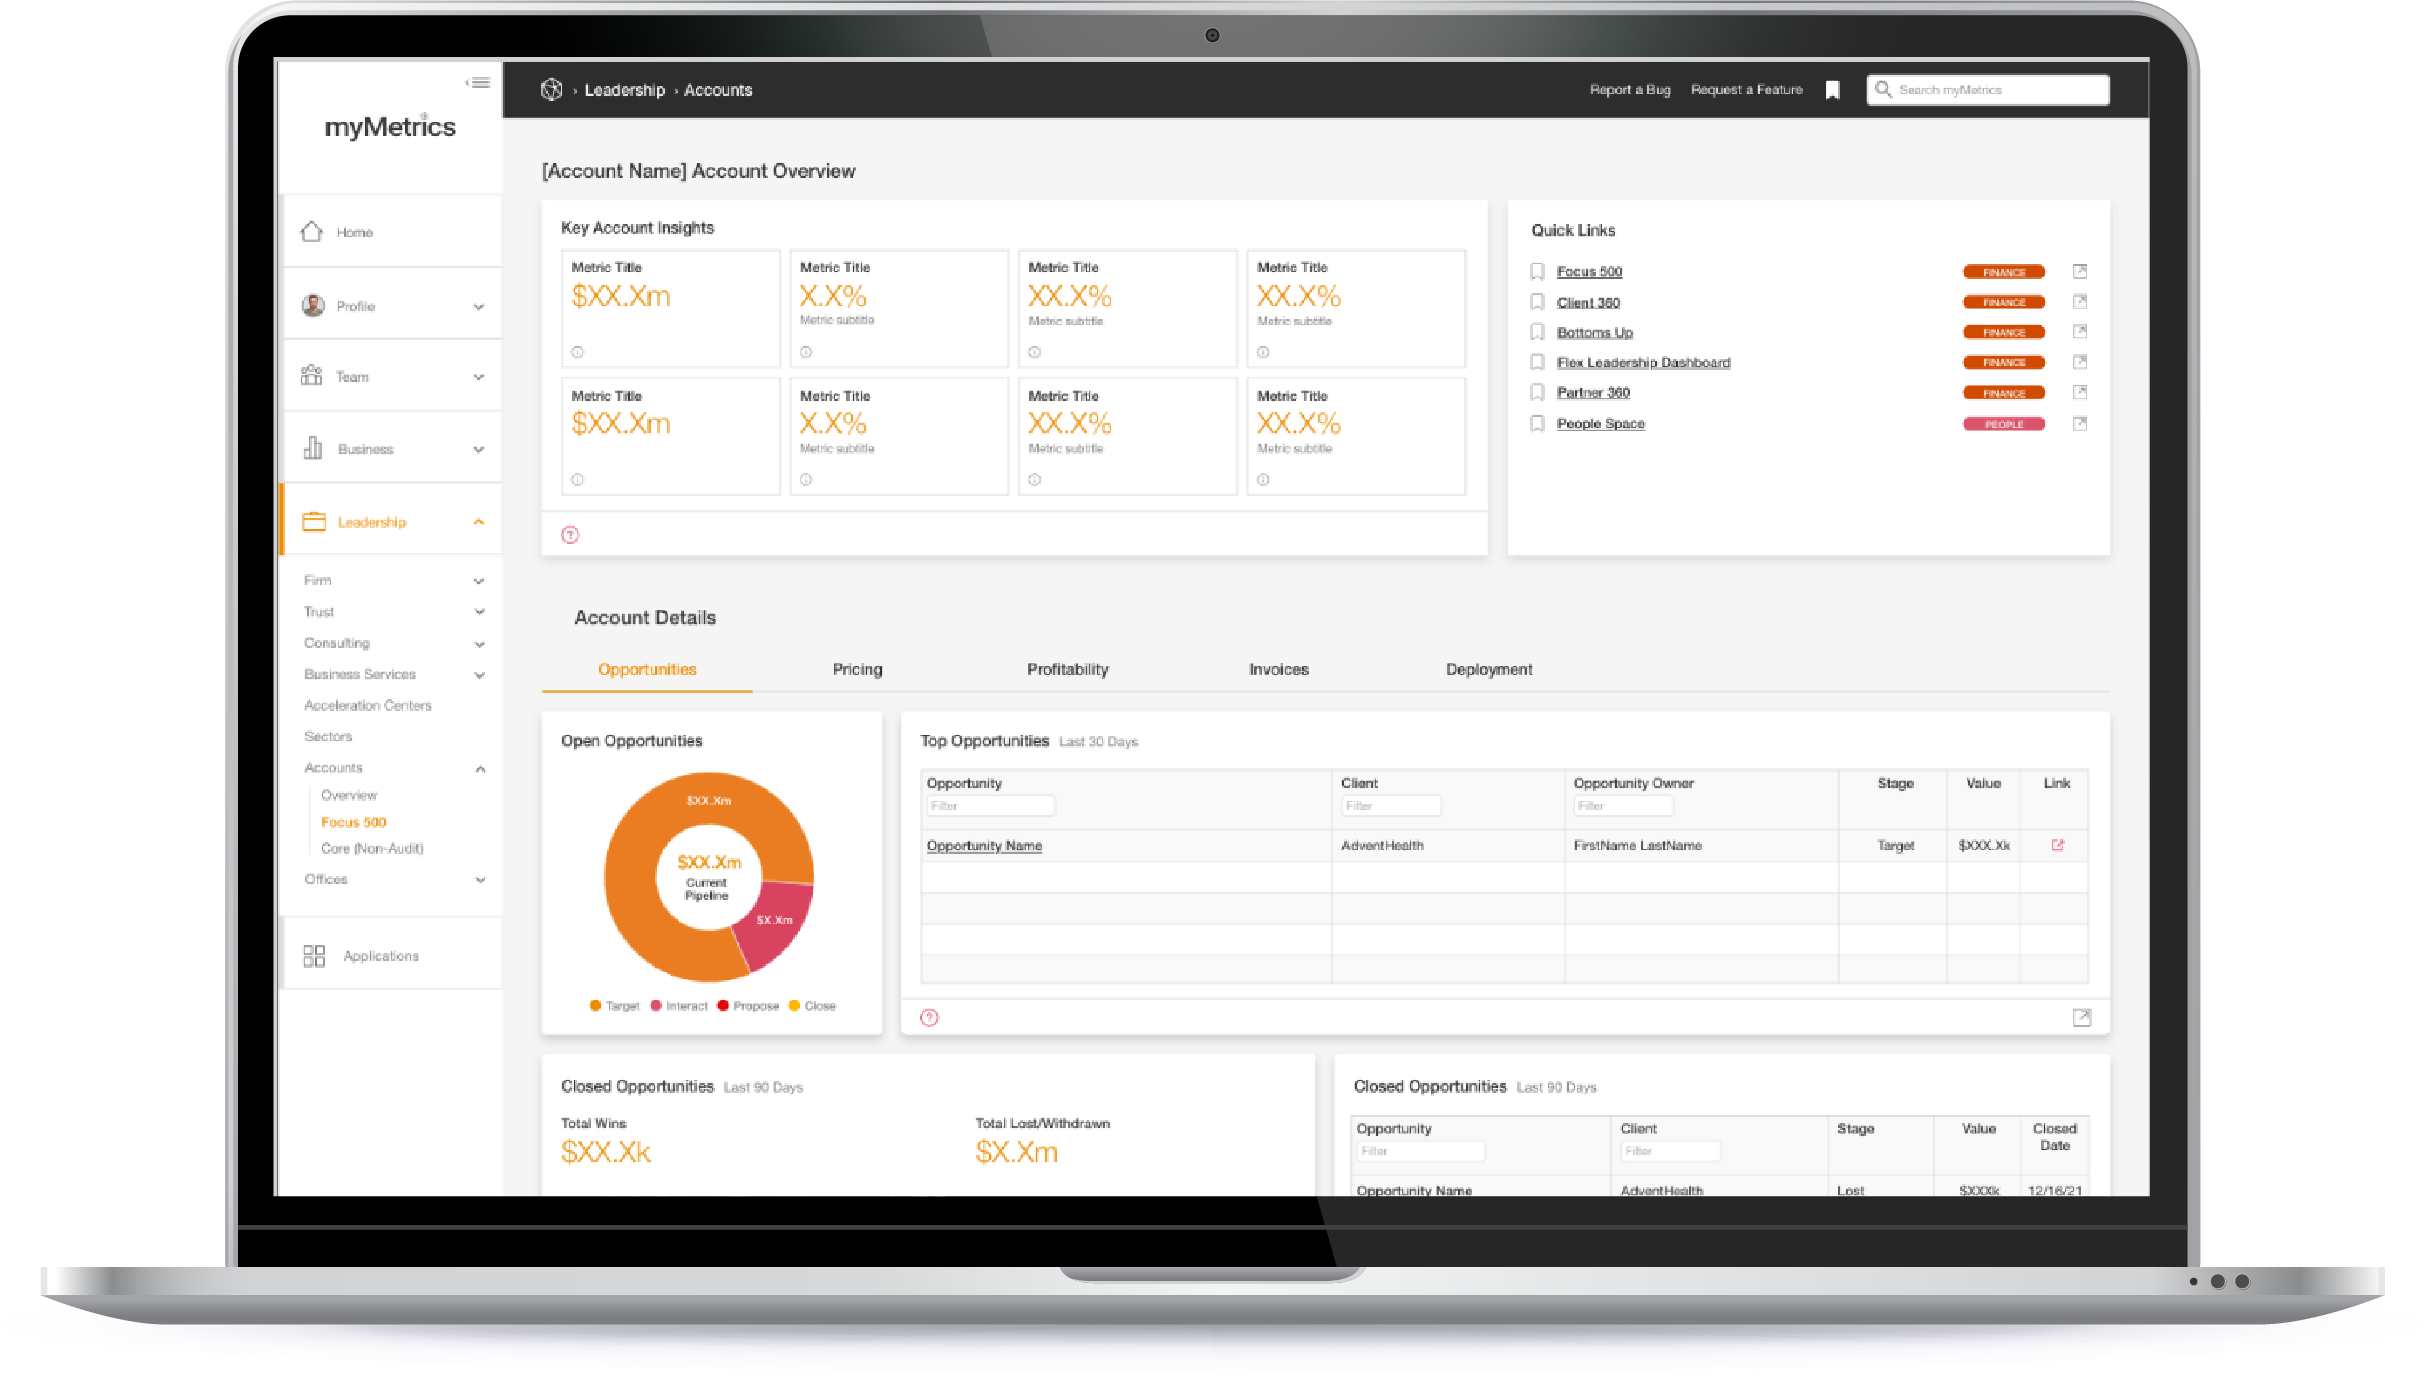 myMetrics
Home
Profile
Team
Business
Leadership
Firm
Trust
Consulting
Business Services
Acceleration Centers
Sectors
Accounts
Overview
Focus 500
Core (Non-Audit)
Offices
Applications
› Leadership › Accounts
Report a Bug Request a Feature Search myMetrics
[Account Name] Account Overview
Key Account Insights
Metric Title Metric Title Metric Title Metric Title
$XX.Xm X.X% XX.X% XX.X%
Metric subtitle Metric subtitle Metric subtitle
Metric Title Metric Title Metric Title Metric Title
$XX.Xm X.X% XX.X% XX.X%
Metric subtitle Metric subtitle Metric subtitle
Quick Links
Focus 500 FINANCE
Client 360 FINANCE
Bottoms Up FINANCE
Flex Leadership Dashboard FINANCE
Partner 360 FINANCE
People Space PEOPLE
Account Details
Opportunities Pricing Profitability Invoices Deployment
Open Opportunities
$XX.Xm
$XX.Xm
Current
Pipeline
$X.Xm
Target Interact Propose Close
Top Opportunities Last 30 Days
Opportunity Client Opportunity Owner Stage Value Link
Filter Filter Filter
Opportunity Name AdventHealth FirstName LastName Target $XXX.Xk
Closed Opportunities Last 90 Days
Total Wins Total Lost/Withdrawn
$XX.Xk $X.Xm
Closed Opportunities Last 90 Days
Opportunity Client Stage Value Closed
Date
Filter Filter
Opportunity Name AdventHealth Lost $XXXk 12/16/21